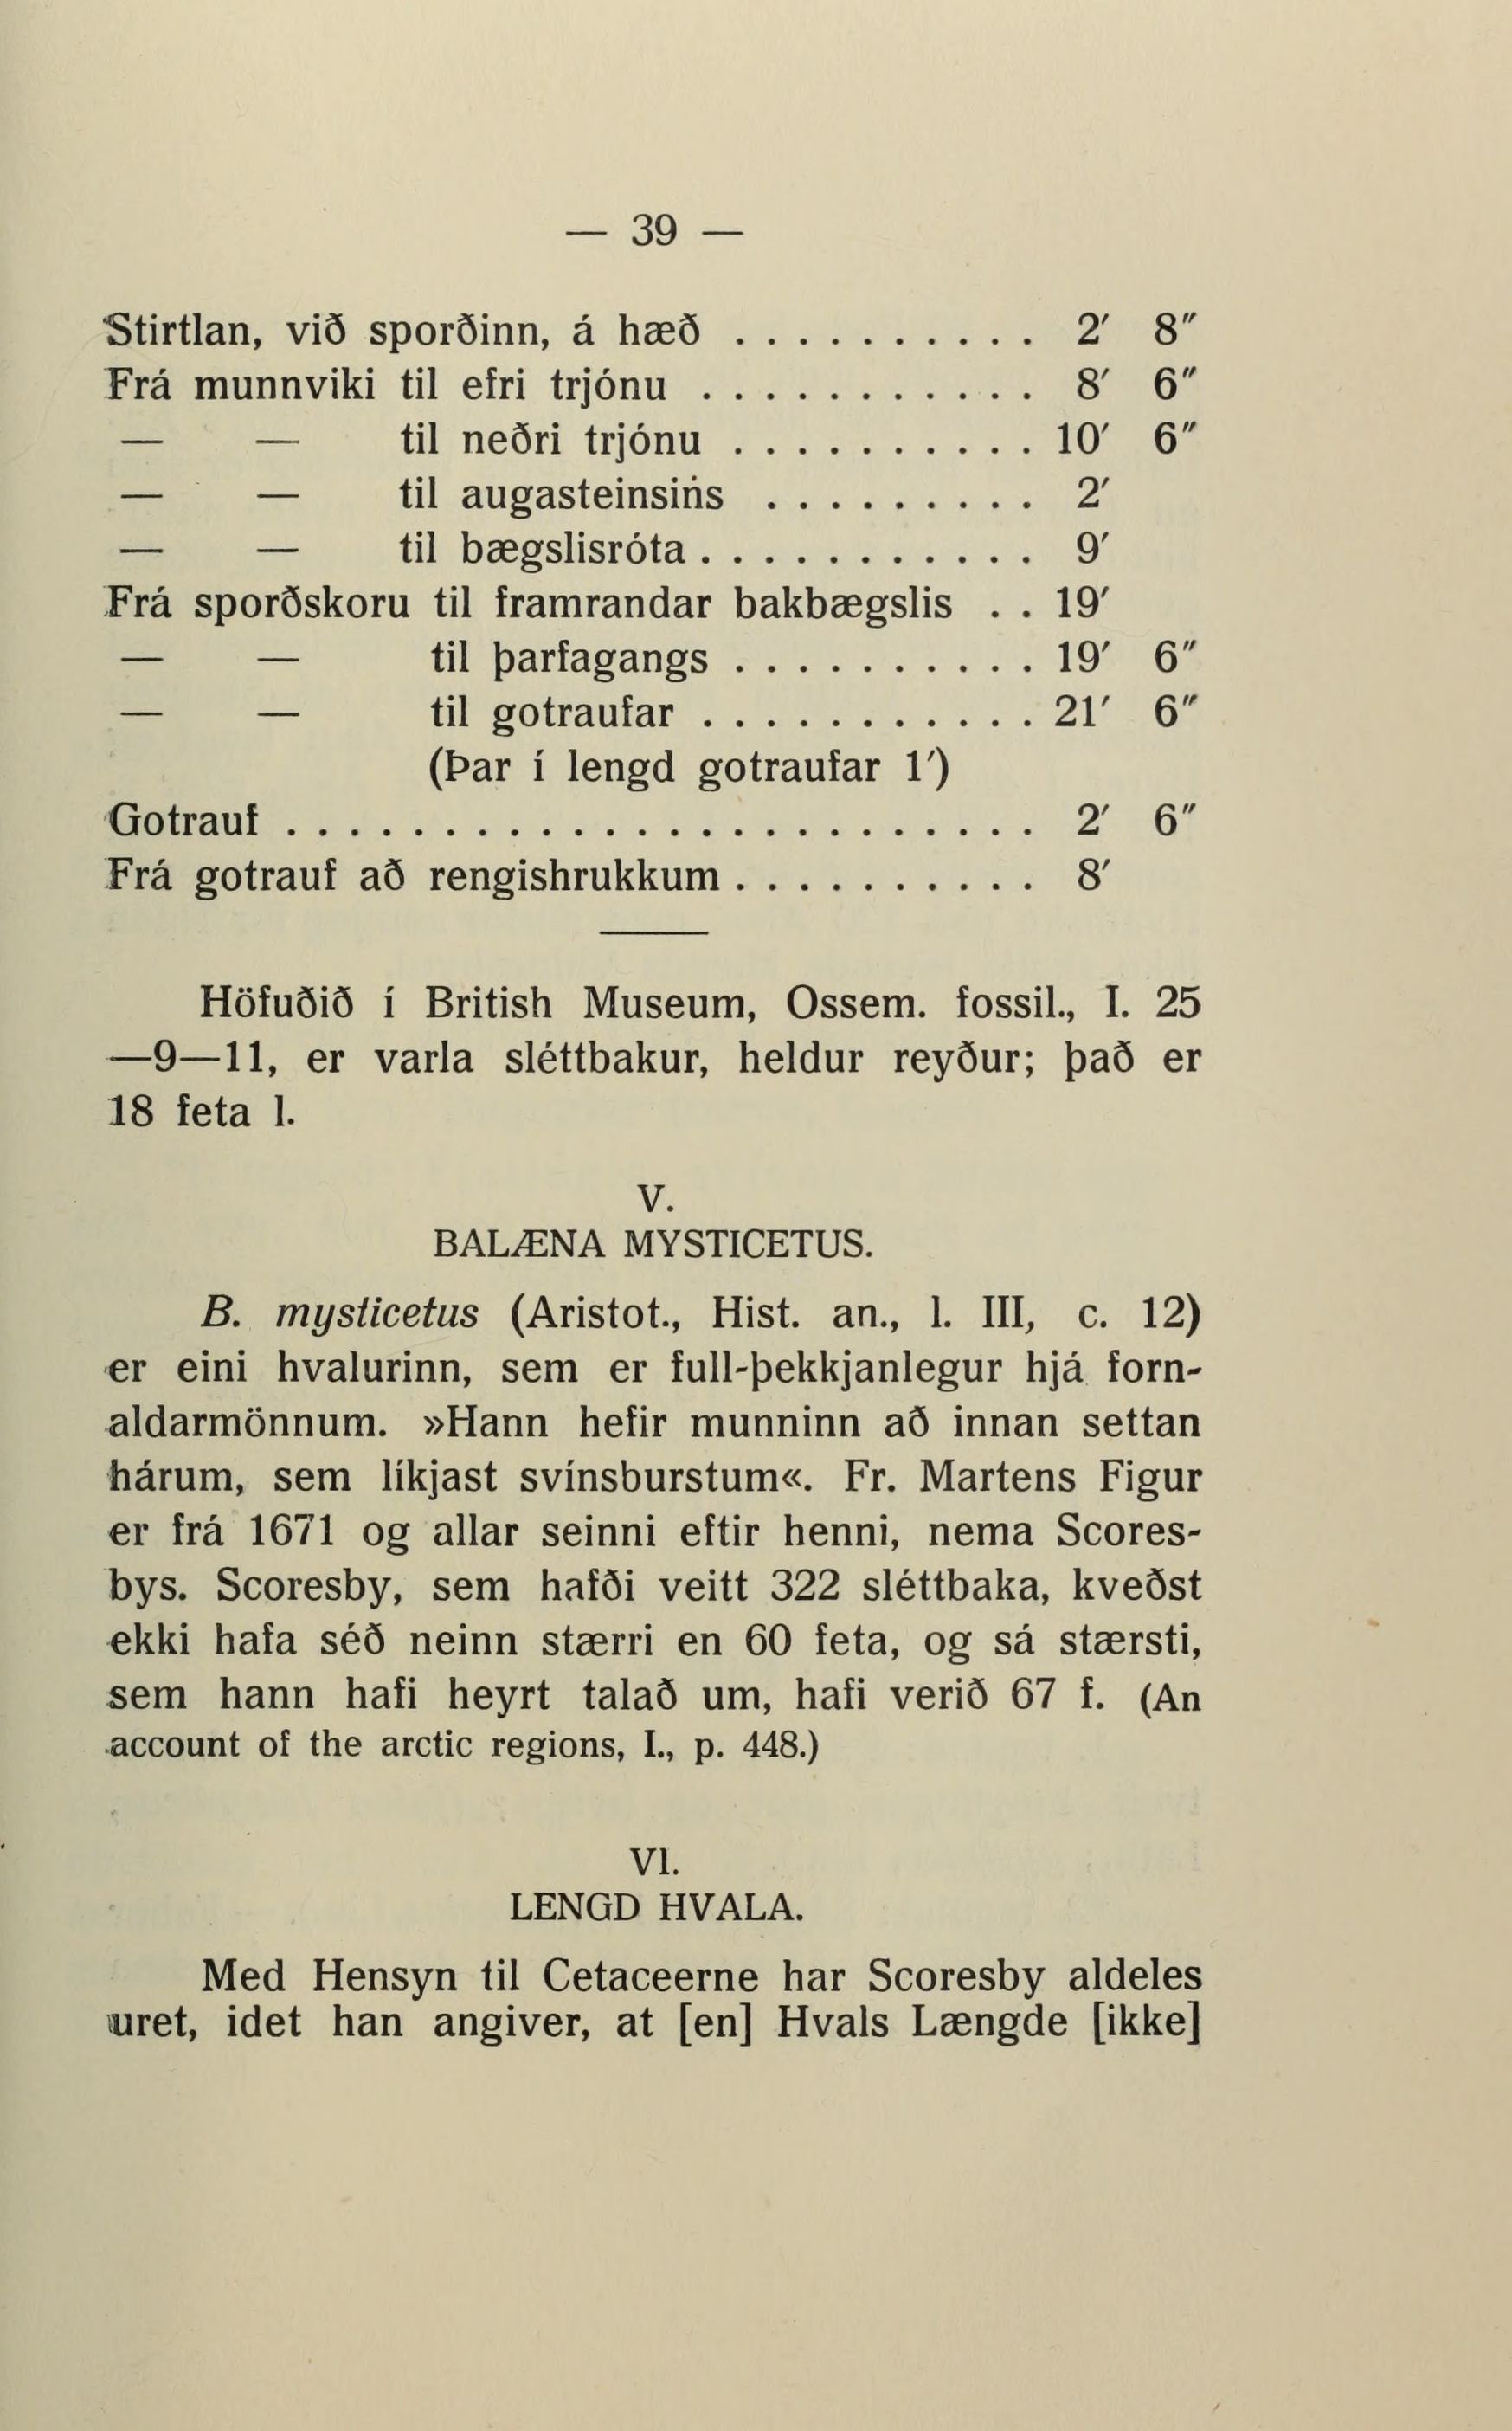 — 39 —
Stirtlan, við sporðinn, á hæð . . . . . . . . . . 2′ 8″
Frá munnviki til efri trjónu . . . . . . . . . . . 8′ 6″
— — til neðri trjónu . . . . . . . . . . 10′ 6″
— — til augasteinsins . . . . . . . . . 2′
— — til bægslisróta . . . . . . . . . . . 9′
Frá sporðskoru til framrandar bakbægslis . . 19′
— — til þarfagangs . . . . . . . . . . 19′ 6″
— — til gotraufar . . . . . . . . . . . 21′ 6″
(Þar í lengd gotraufar 1′)
Gotrauf . . . . . . . . . . . . . . . . . . . . . . . . 2′ 6″
Frá gotrauf að rengishrukkum . . . . . . . . . . 8′
Höfuðið í British Museum, Ossem. fossil., I. 25
—9—11, er varla sléttbakur, heldur reyður; það er
18 feta l.
V.
BALÆNA MYSTICETUS.
B. mysticetus (Aristot., Hist. an., l. III, c. 12)
er eini hvalurinn, sem er full-þekkjanlegur hjá forn-
aldarmönnum. »Hann hefir munninn að innan settan
hárum, sem líkjast svínsburstum«. Fr. Martens Figur
er frá 1671 og allar seinni eftir henni, nema Scores-
bys. Scoresby, sem hafði veitt 322 sléttbaka, kveðst
ekki hafa séð neinn stærri en 60 feta, og sá stærsti,
sem hann hafi heyrt talað um, hafi verið 67 f. (An
account of the arctic regions, I., p. 448.)
VI.
LENGD HVALA.
Med Hensyn til Cetaceerne har Scoresby aldeles
uret, idet han angiver, at [en] Hvals Længde [ikke]